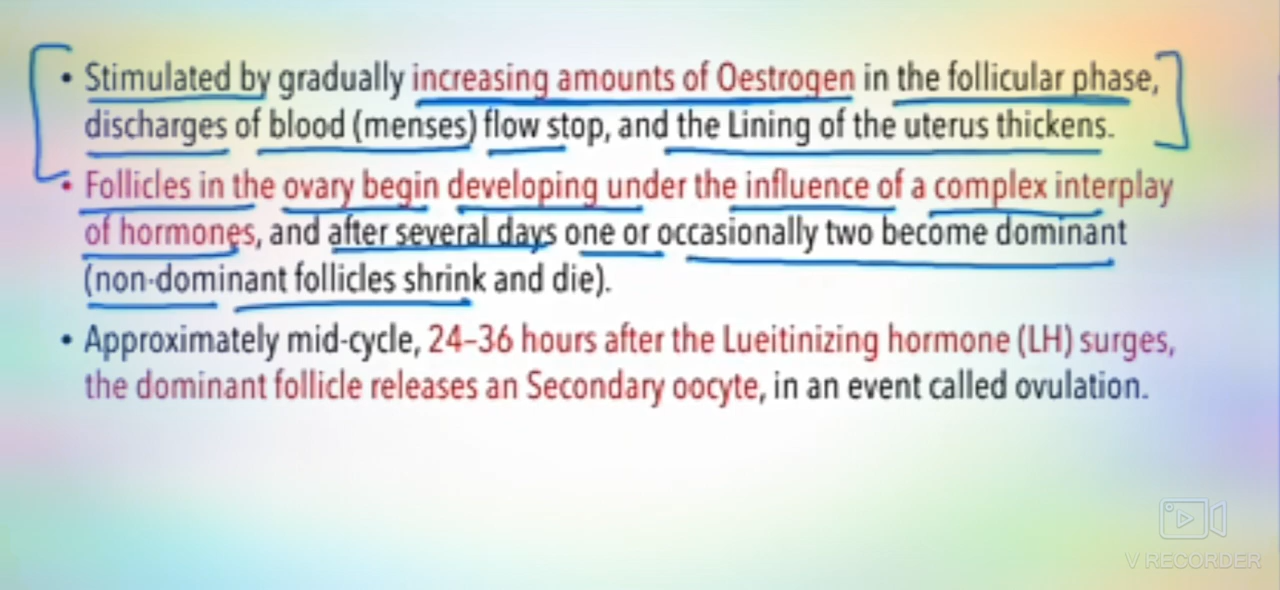 • Stimulated by gradually increasing amounts of Oestrogen in the follicular phase,
discharges of blood (menses) flow stop, and the Lining of the uterus thickens.
• Follicles in the ovary begin developing under the influence of a complex interplay
of hormones, and after several days one or occasionally two become dominant
(non-dominant follicles shrink and die).
• Approximately mid-cycle, 24–36 hours after the Lueitinizing hormone (LH) surges,
the dominant follicle releases an Secondary oocyte, in an event called ovulation.
V RECORDER